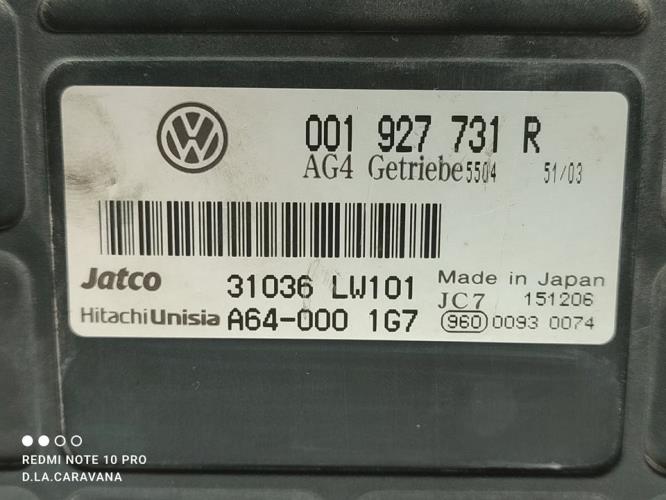 001 927 731 R
AG4 Getriebe 5504 51/03
Jatco 31036 LW101 Made in Japan
JC7 151206
HitachiUnisia A64-000 1G7 960 0093 0074
REDMI NOTE 10 PRO
D.LA.CARAVANA